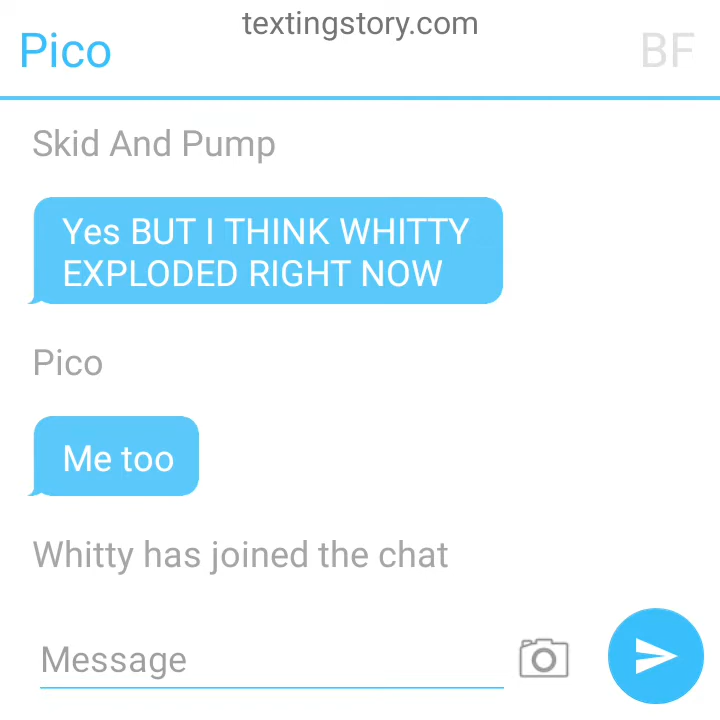 textingstory.com
Pico
BF
Skid And Pump
Yes BUT I THINK WHITTY
EXPLODED RIGHT NOW
Pico
Me too
Whitty has joined the chat
Message